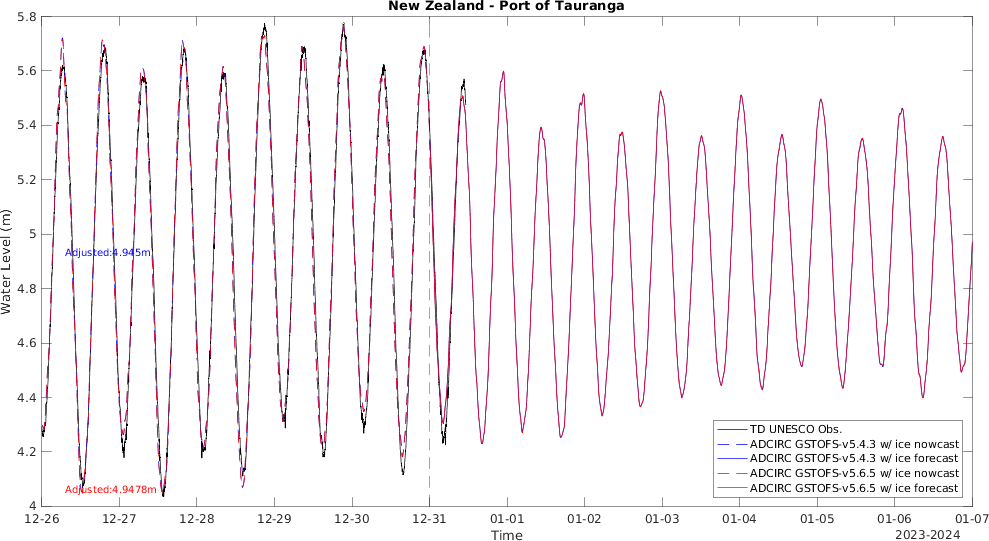 New Zealand - Port of Tauranga
5.8
5.6
5.4
5.2
5
4.8
4.6
4.4
4.2
4
Water Level (m)
Adjusted:4.945m
Adjusted:4.9478m
TD UNESCO Obs.
ADCIRC GSTOFS-v5.4.3 w/ ice nowcast
ADCIRC GSTOFS-v5.4.3 w/ ice forecast
ADCIRC GSTOFS-v5.6.5 w/ ice nowcast
ADCIRC GSTOFS-v5.6.5 w/ ice forecast
12-26 12-27 12-28 12-29 12-30 12-31 01-01 01-02 01-03 01-04 01-05 01-06 01-07
Time
2023-2024